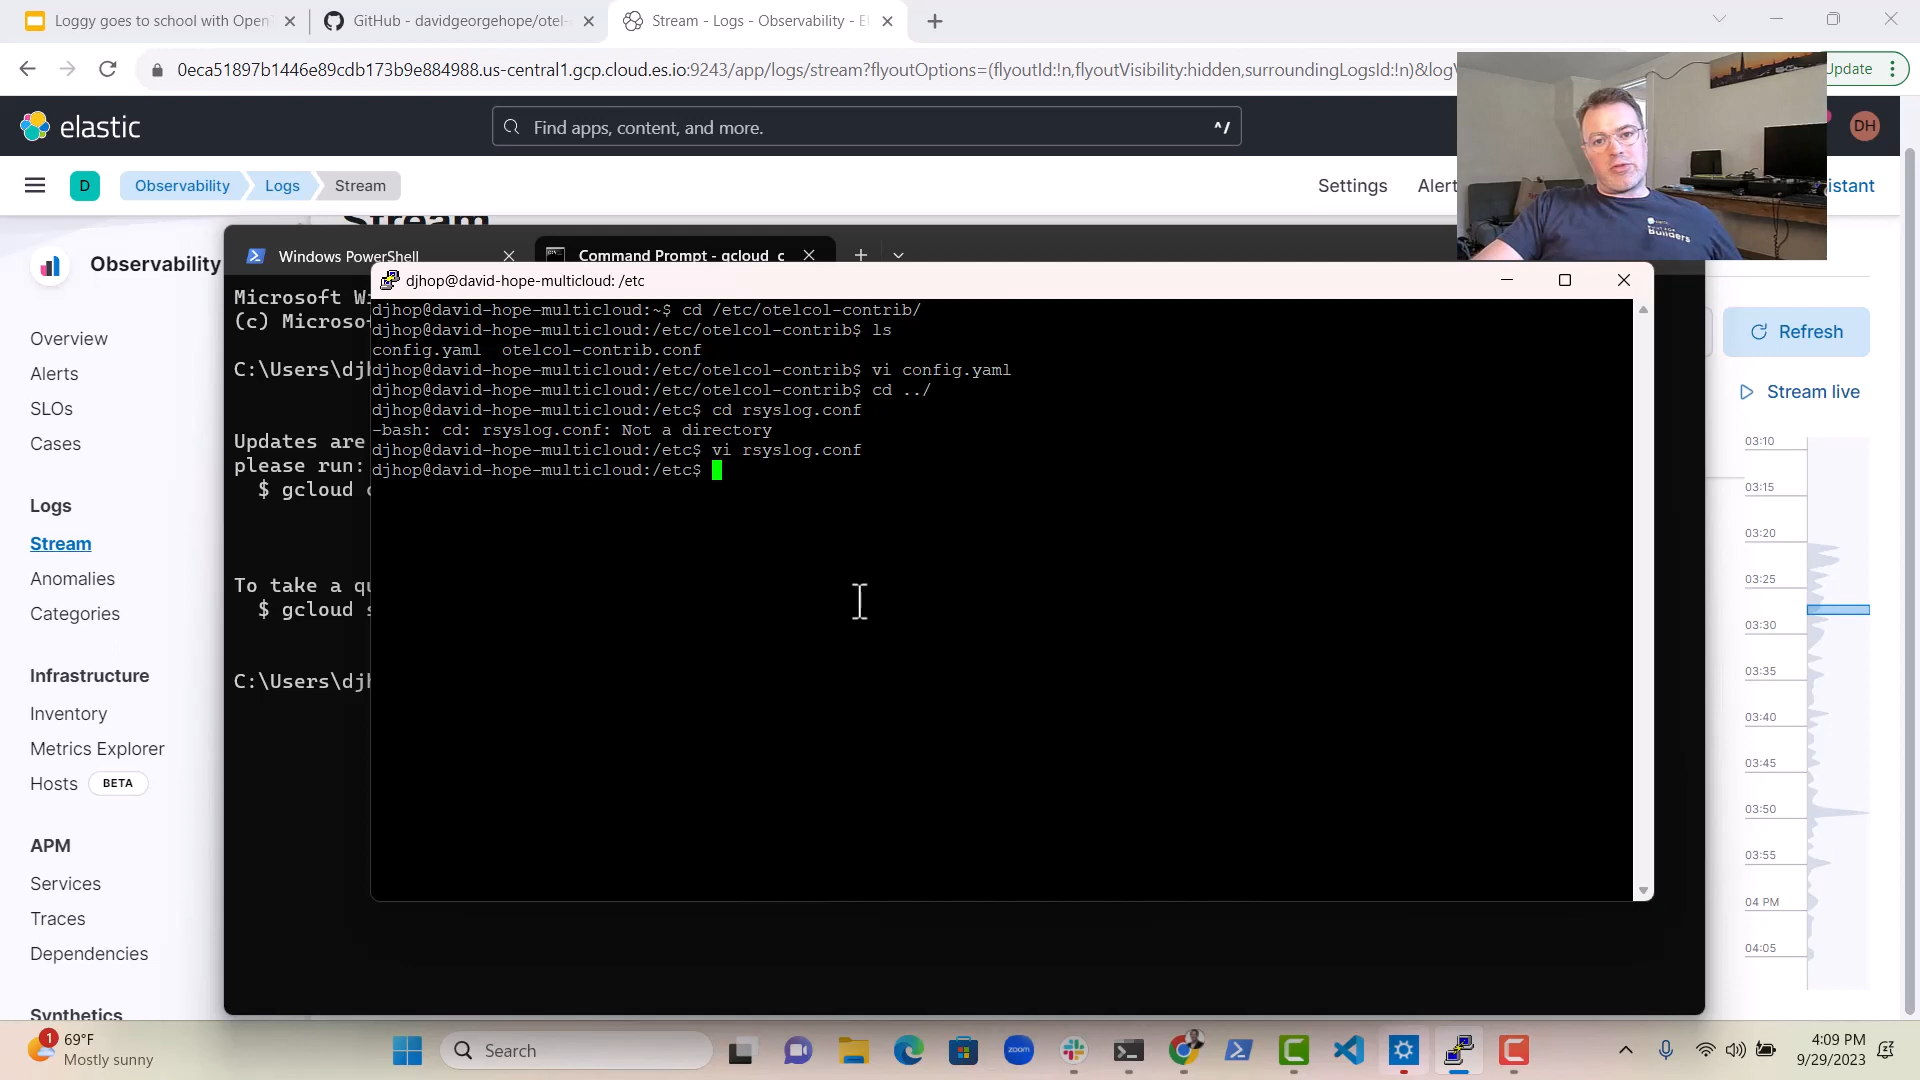 Loggy goes to school with Open
GitHub - davidgeorgehope/otel-
Stream - Logs - Observability - El
0eca51897b1446e89cdb173b9e884988.us-central1.gcp.cloud.es.io:9243/app/logs/stream?flyoutOptions=(flyoutId:!n,flyoutVisibility:hidden,surroundingLogsId:!n)&log
Update
elastic
Find apps, content, and more.
^/
DH
D
Observability
Logs
Stream
Settings
Alert
istant
Builders
Stream
Observability
Windows PowerShell
Command Prompt - gcloud c
Microsoft Wi
(c) Microso
C:\Users\djh
Updates are
please run:
$ gcloud c
To take a qu
$ gcloud s
C:\Users\djh
djhop@david-hope-multicloud: /etc
djhop@david-hope-multicloud:~$ cd /etc/otelcol-contrib/
djhop@david-hope-multicloud:/etc/otelcol-contrib$ ls
config.yaml  otelcol-contrib.conf
djhop@david-hope-multicloud:/etc/otelcol-contrib$ vi config.yaml
djhop@david-hope-multicloud:/etc/otelcol-contrib$ cd ../
djhop@david-hope-multicloud:/etc$ cd rsyslog.conf
-bash: cd: rsyslog.conf: Not a directory
djhop@david-hope-multicloud:/etc$ vi rsyslog.conf
djhop@david-hope-multicloud:/etc$
Refresh
Stream live
Overview
Alerts
SLOs
Cases
Logs
Stream
Anomalies
Categories
Infrastructure
Inventory
Metrics Explorer
Hosts
BETA
APM
Services
Traces
Dependencies
Synthetics
03:10
03:15
03:20
03:25
03:30
03:35
03:40
03:45
03:50
03:55
04 PM
04:05
1
69°F
Mostly sunny
Search
zoom
4:09 PM
9/29/2023